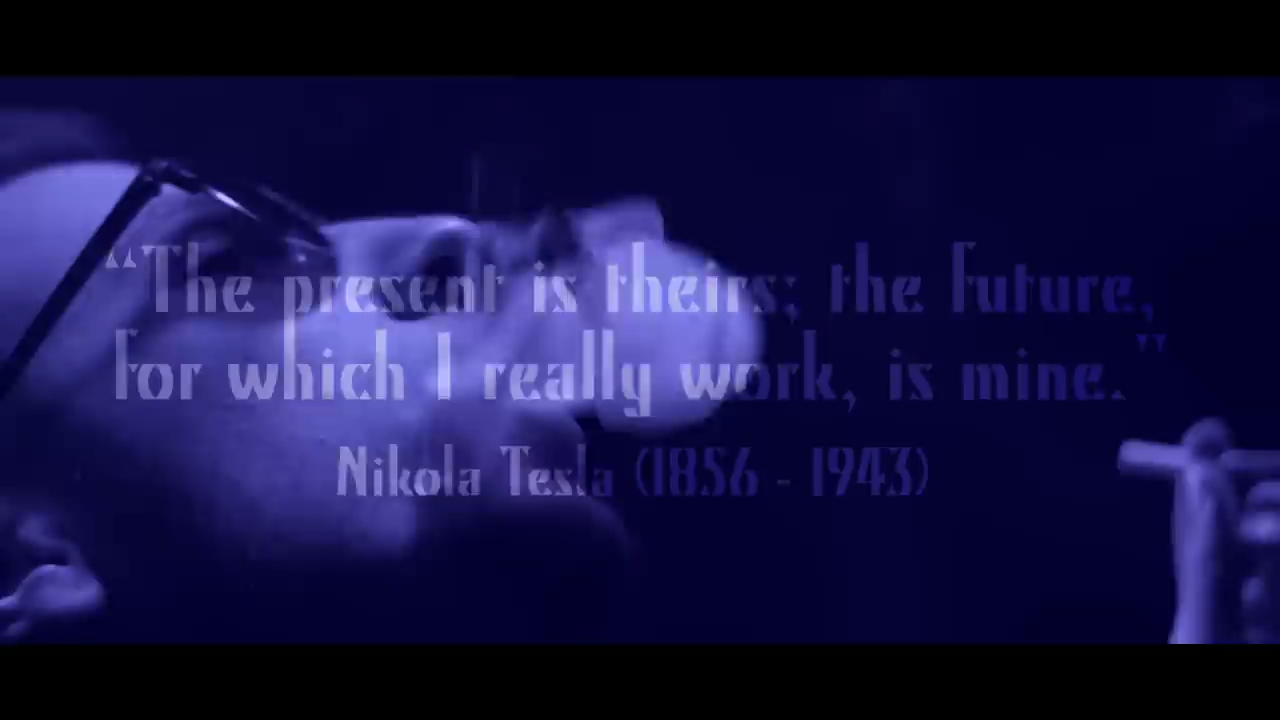 “The present is theirs; the future,
for which I really work, is mine."
Nikola Tesla (1856 - 1943)